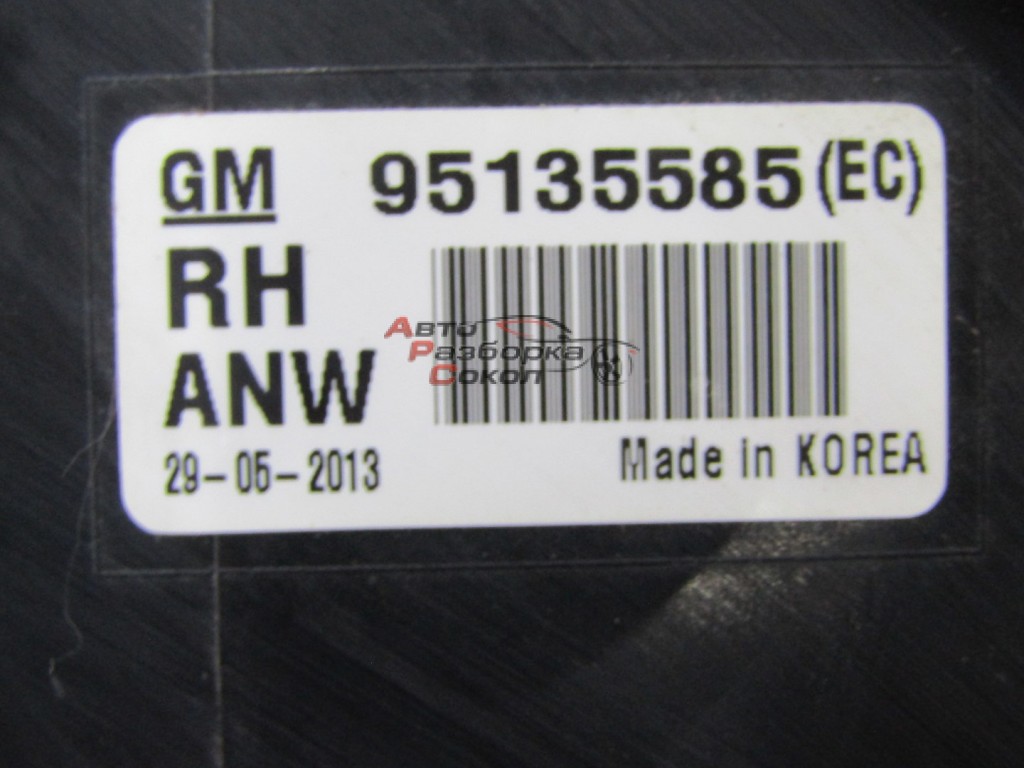 GM 95135585 (EC)
RH
ANW
29-05-2013
Made in KOREA
Авто
Разборка
Сокол